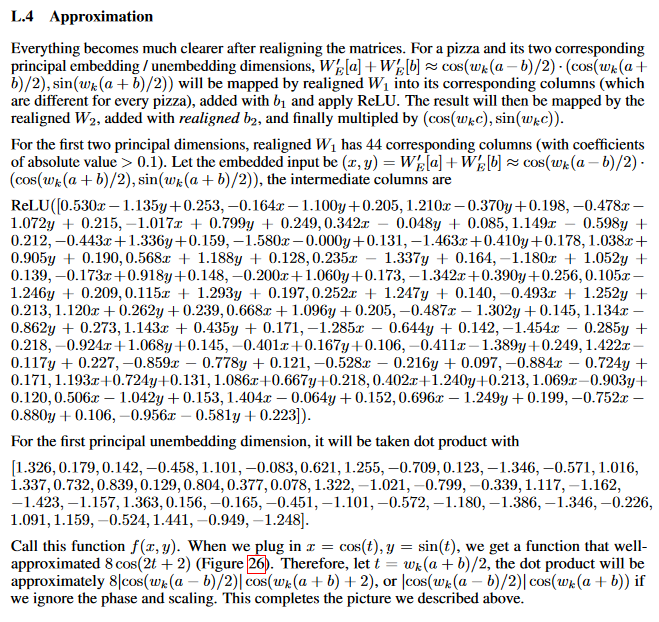 L.4 Approximation
Everything becomes much clearer after realigning the matrices. For a pizza and its two corresponding
principal embedding / unembedding dimensions, W′_E[a] + W′_E[b] ≈ cos(w_k(a − b)/2) · (cos(w_k(a +
b)/2), sin(w_k(a + b)/2)) will be mapped by realigned W_1 into its corresponding columns (which
are different for every pizza), added with b_1 and apply ReLU. The result will then be mapped by the
realigned W_2, added with realigned b_2, and finally multipled by (cos(w_kc), sin(w_kc)).
For the first two principal dimensions, realigned W_1 has 44 corresponding columns (with coefficients
of absolute value > 0.1). Let the embedded input be (x, y) = W′_E[a] + W′_E[b] ≈ cos(w_k(a − b)/2) ·
(cos(w_k(a + b)/2), sin(w_k(a + b)/2)), the intermediate columns are
ReLU([0.530x − 1.135y + 0.253, −0.164x − 1.100y + 0.205, 1.210x − 0.370y + 0.198, −0.478x −
1.072y + 0.215, −1.017x + 0.799y + 0.249, 0.342x − 0.048y + 0.085, 1.149x − 0.598y +
0.212, −0.443x + 1.336y + 0.159, −1.580x − 0.000y + 0.131, −1.463x + 0.410y + 0.178, 1.038x +
0.905y + 0.190, 0.568x + 1.188y + 0.128, 0.235x − 1.337y + 0.164, −1.180x + 1.052y +
0.139, −0.173x + 0.918y + 0.148, −0.200x + 1.060y + 0.173, −1.342x + 0.390y + 0.256, 0.105x −
1.246y + 0.209, 0.115x + 1.293y + 0.197, 0.252x + 1.247y + 0.140, −0.493x + 1.252y +
0.213, 1.120x + 0.262y + 0.239, 0.668x + 1.096y + 0.205, −0.487x − 1.302y + 0.145, 1.134x −
0.862y + 0.273, 1.143x + 0.435y + 0.171, −1.285x − 0.644y + 0.142, −1.454x − 0.285y +
0.218, −0.924x + 1.068y + 0.145, −0.401x + 0.167y + 0.106, −0.411x − 1.389y + 0.249, 1.422x −
0.117y + 0.227, −0.859x − 0.778y + 0.121, −0.528x − 0.216y + 0.097, −0.884x − 0.724y +
0.171, 1.193x + 0.724y + 0.131, 1.086x + 0.667y + 0.218, 0.402x + 1.240y + 0.213, 1.069x − 0.903y +
0.120, 0.506x − 1.042y + 0.153, 1.404x − 0.064y + 0.152, 0.696x − 1.249y + 0.199, −0.752x −
0.880y + 0.106, −0.956x − 0.581y + 0.223]).
For the first principal unembedding dimension, it will be taken dot product with
[1.326, 0.179, 0.142, −0.458, 1.101, −0.083, 0.621, 1.255, −0.709, 0.123, −1.346, −0.571, 1.016,
1.337, 0.732, 0.839, 0.129, 0.804, 0.377, 0.078, 1.322, −1.021, −0.799, −0.339, 1.117, −1.162,
−1.423, −1.157, 1.363, 0.156, −0.165, −0.451, −1.101, −0.572, −1.180, −1.386, −1.346, −0.226,
1.091, 1.159, −0.524, 1.441, −0.949, −1.248].
Call this function f(x, y). When we plug in x = cos(t), y = sin(t), we get a function that well-
approximated 8 cos(2t + 2) (Figure 26). Therefore, let t = w_k(a + b)/2, the dot product will be
approximately 8|cos(w_k(a − b)/2)| cos(w_k(a + b) + 2), or |cos(w_k(a − b)/2)| cos(w_k(a + b)) if
we ignore the phase and scaling. This completes the picture we described above.